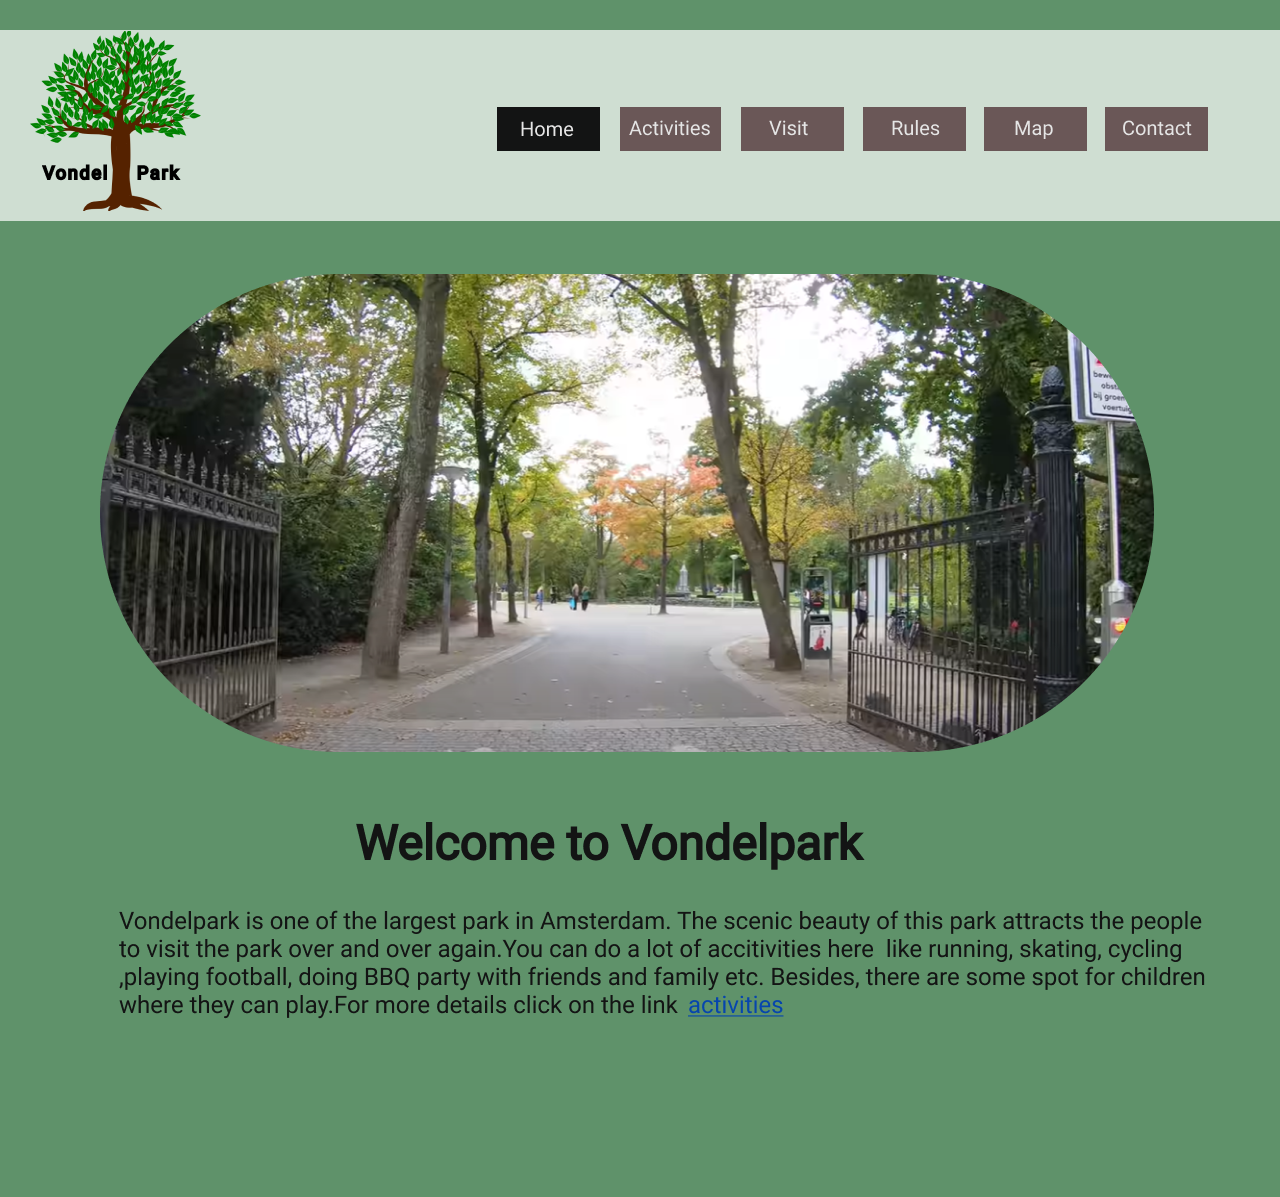 Vondel Park
Home Activities Visit Rules Map Contact
obst
bij groen
voertuig
Welcome to Vondelpark
Vondelpark is one of the largest park in Amsterdam. The scenic beauty of this park attracts the people
to visit the park over and over again.You can do a lot of accitivities here  like running, skating, cycling
,playing football, doing BBQ party with friends and family etc. Besides, there are some spot for children
where they can play.For more details click on the link  activities